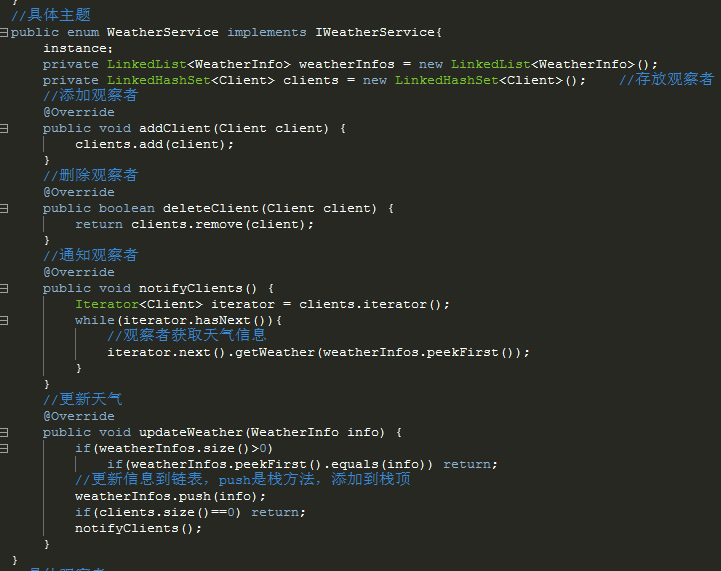 }
//具体主题
public enum WeatherService implements IWeatherService{
    instance;
    private LinkedList<WeatherInfo> weatherInfos = new LinkedList<WeatherInfo>();
    private LinkedHashSet<Client> clients = new LinkedHashSet<Client>();    //存放观察者
    //添加观察者
    @Override
    public void addClient(Client client) {
        clients.add(client);
    }
    //删除观察者
    @Override
    public boolean deleteClient(Client client) {
        return clients.remove(client);
    }
    //通知观察者
    @Override
    public void notifyClients() {
        Iterator<Client> iterator = clients.iterator();
        while(iterator.hasNext()){
            //观察者获取天气信息
            iterator.next().getWeather(weatherInfos.peekFirst());
        }
    }
    //更新天气
    @Override
    public void updateWeather(WeatherInfo info) {
        if(weatherInfos.size()>0)
            if(weatherInfos.peekFirst().equals(info)) return;
        //更新信息到链表，push是栈方法，添加到栈顶
        weatherInfos.push(info);
        if(clients.size()==0) return;
        notifyClients();
    }
}